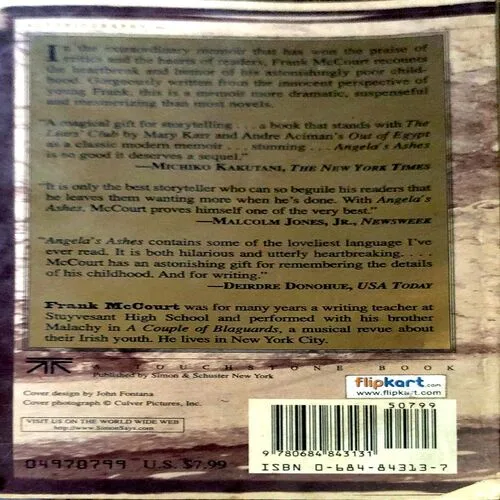 In the extraordinary memoir that has won the praise of
critics and the hearts of readers, Frank McCourt recounts
the heartbreak and humor of his astonishingly poor child-
hood. Gorgeously written from the innocent perspective of
young Frank, this is a memoir more dramatic, suspenseful
and mesmerizing than most novels.
"A magical gift for storytelling . . . a book that stands with The
Liars' Club by Mary Karr and Andre Aciman's Out of Egypt
as a classic modern memoir . . . stunning . . . Angela's Ashes
is so good it deserves a sequel."
—MICHIKO KAKUTANI, THE NEW YORK TIMES
"It is only the best storyteller who can so beguile his readers that
he leaves them wanting more when he's done. With Angela's
Ashes, McCourt proves himself one of the very best."
—MALCOLM JONES, JR., NEWSWEEK
"Angela's Ashes contains some of the loveliest language I've
ever read. It is both hilarious and utterly heartbreaking. . . .
McCourt has an astonishing gift for remembering the details
of his childhood. And for writing."
—DEIRDRE DONOHUE, USA TODAY
Frank McCourt was for many years a writing teacher at
Stuyvesant High School and performed with his brother
Malachy in A Couple of Blaguards, a musical revue about
their Irish youth. He lives in New York City.
A TOUCHSTONE BOOK
Published by Simon & Schuster New York
Cover design by John Fontana
Cover photograph © Culver Pictures, Inc.
VISIT US ON THE WORLD WIDE WEB
http://www.SimonSays.com
04970799 U.S. $7.99
flipkart.com
www.flipkart.com
50799
9 780684 843131
ISBN 0-684-84313-7